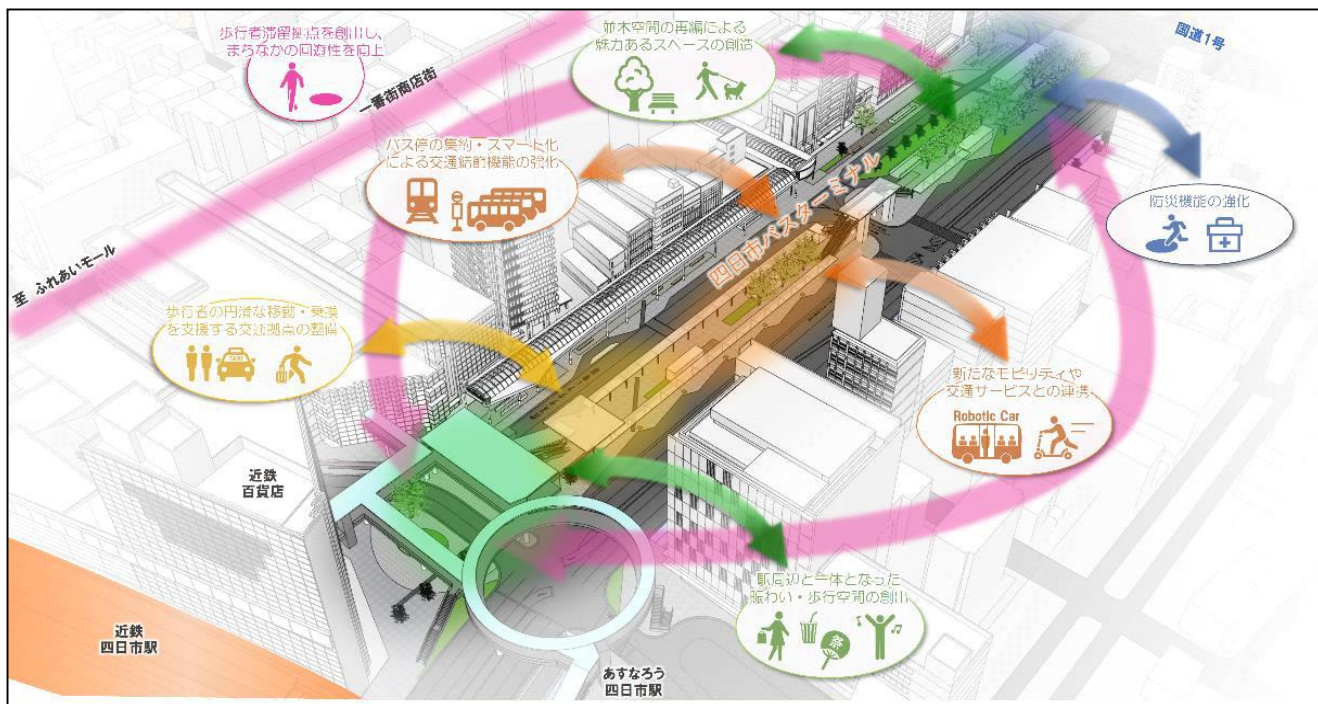 歩行者滞留拠点を創出し、
まちなかの回遊性を向上
並木空間の再編による
魅力あるスペースの創造
国道1号
一番街商店街
バス停の集約・スマート化
による交通結節機能の強化
四日市バスターミナル
防災機能の強化
至 ふれあいモール
歩行者の円滑な移動・乗換
を支援する交通拠点の整備
TAXI
新たなモビリティや
交通サービスとの連携
Robotic Car
近鉄
百貨店
駅周辺と一体となった
賑わい・歩行空間の創出
祭
近鉄
四日市駅
あすなろう
四日市駅